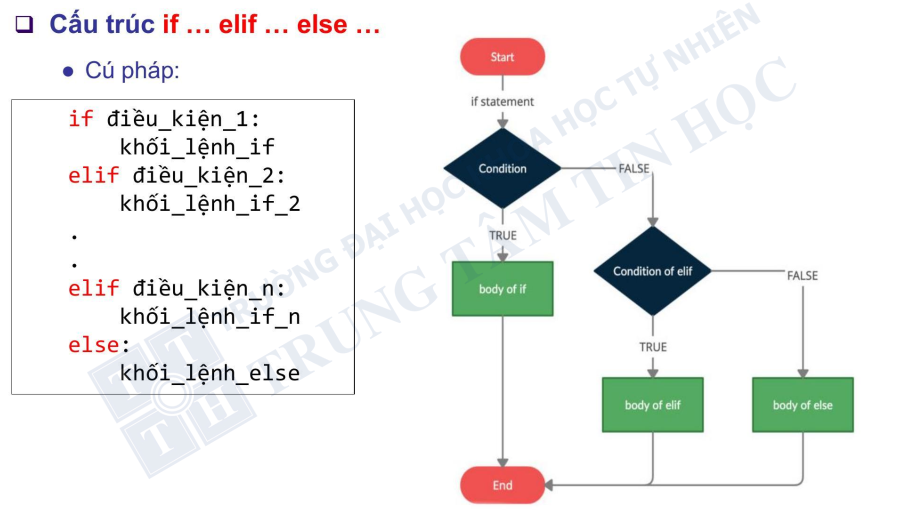 ❑ Cấu trúc if … elif … else …
● Cú pháp:
if điều_kiện_1:
khối_lệnh_if
elif điều_kiện_2:
khối_lệnh_if_2
.
.
elif điều_kiện_n:
khối_lệnh_if_n
else:
khối_lệnh_else
Start
if statement
Condition
FALSE
TRUE
body of if
Condition of elif
FALSE
TRUE
body of elif
body of else
End
TRƯỜNG ĐẠI HỌC KHOA HỌC TỰ NHIÊN
TRUNG TÂM TIN HỌC